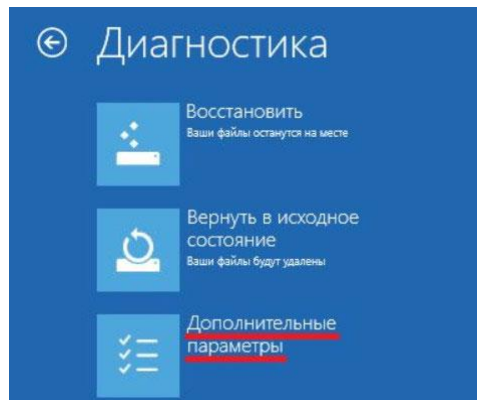 Диагностика
Восстановить
Ваши файлы останутся на месте
Вернуть в исходное
состояние
Ваши файлы будут удалены
Дополнительные
параметры